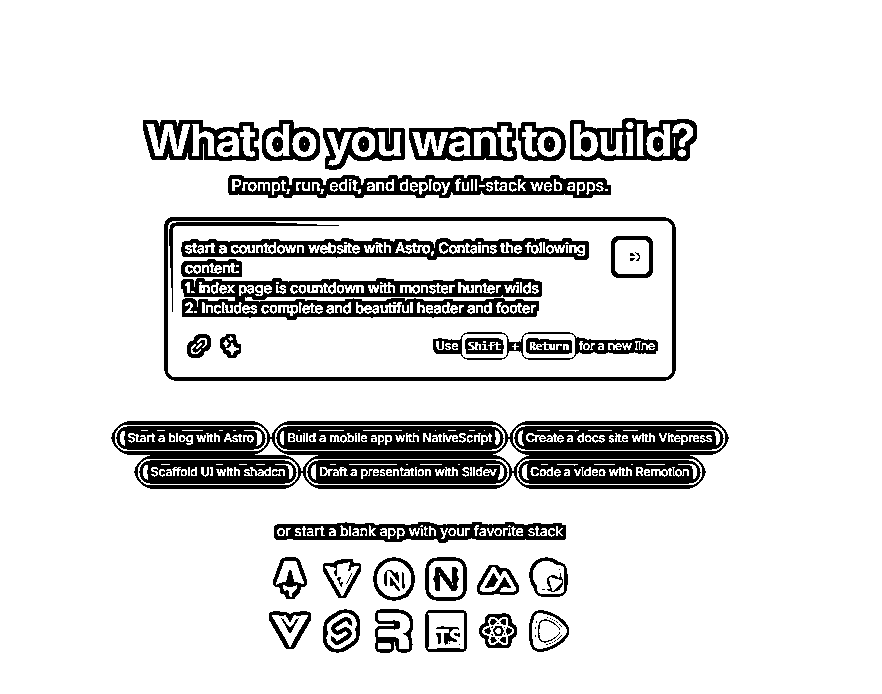 What do you want to build?
Prompt, run, edit, and deploy full-stack web apps.
start a countdown website with Astro, Contains the following
content:
1. index page is countdown with monster hunter wilds
2. Includes complete and beautiful header and footer
Use Shift + Return for a new line
Start a blog with Astro Build a mobile app with NativeScript Create a docs site with Vitepress
Scaffold UI with shadcn Draft a presentation with Slidev Code a video with Remotion
or start a blank app with your favorite stack
TS